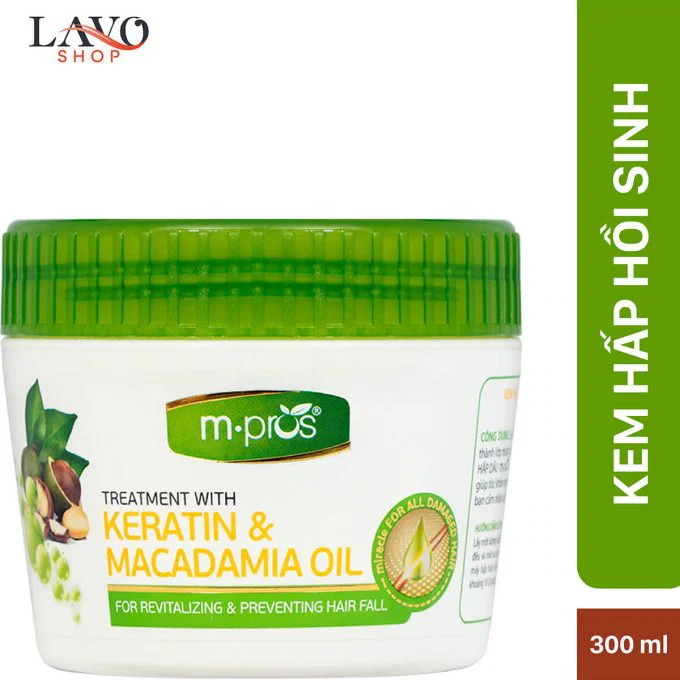 LAVO
SHOP
m·pros®
TREATMENT WITH
KERATIN &
MACADAMIA OIL
FOR REVITALIZING & PREVENTING HAIR FALL
miracle FOR ALL DAMAGED HAIR
CÔNG DỤNG
KEM HẤP HỒI SINH
300 ml